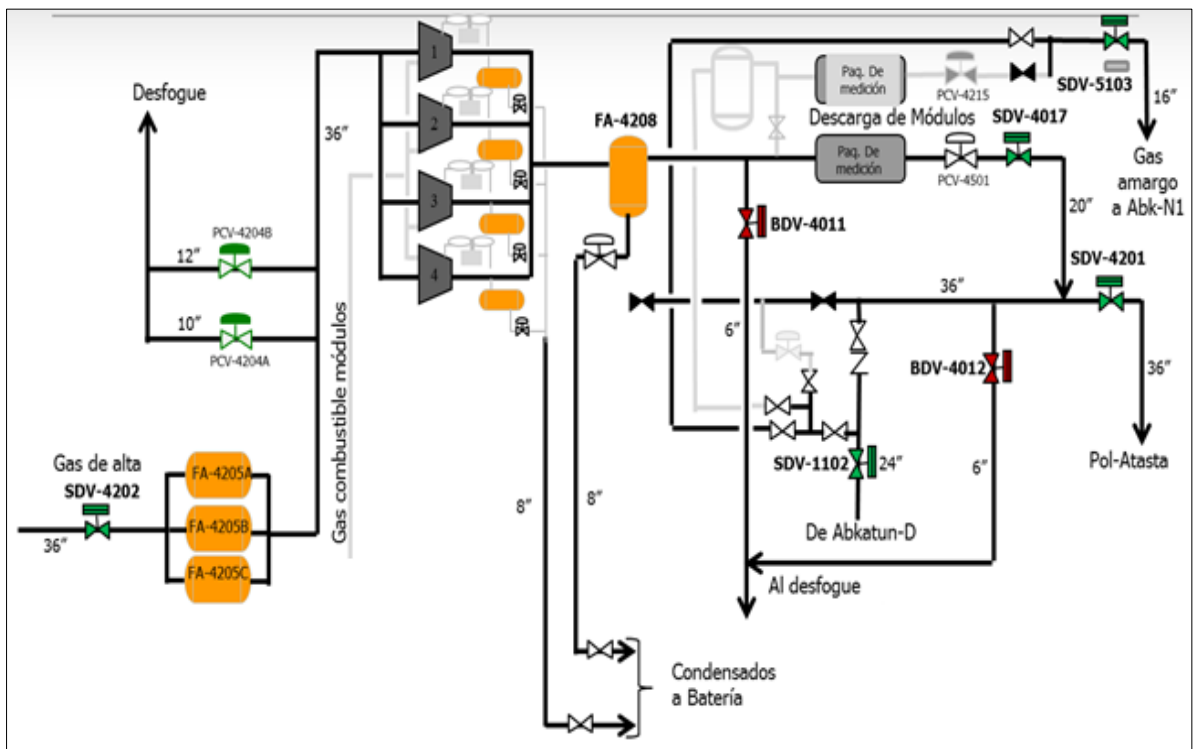 SDV-5103
16”
Paq. De
medición
PCV-4215
Desfogue
36”
1
2
3
4
FA-4208
Descarga de Módulos
SDV-4017
Paq. De
medición
PCV-4501
Gas
amargo
a Abk-N1
20”
BDV-4011
PCV-4204B
12”
SDV-4201
36”
10”
PCV-4204A
6”
BDV-4012
36”
Gas combustible módulos
Gas de alta
SDV-4202
FA-4205A
FA-4205B
FA-4205C
36”
SDV-1102
24”
6”
Pol-Atasta
8”
8”
De Abkatun-D
Al desfogue
Condensados
a Batería